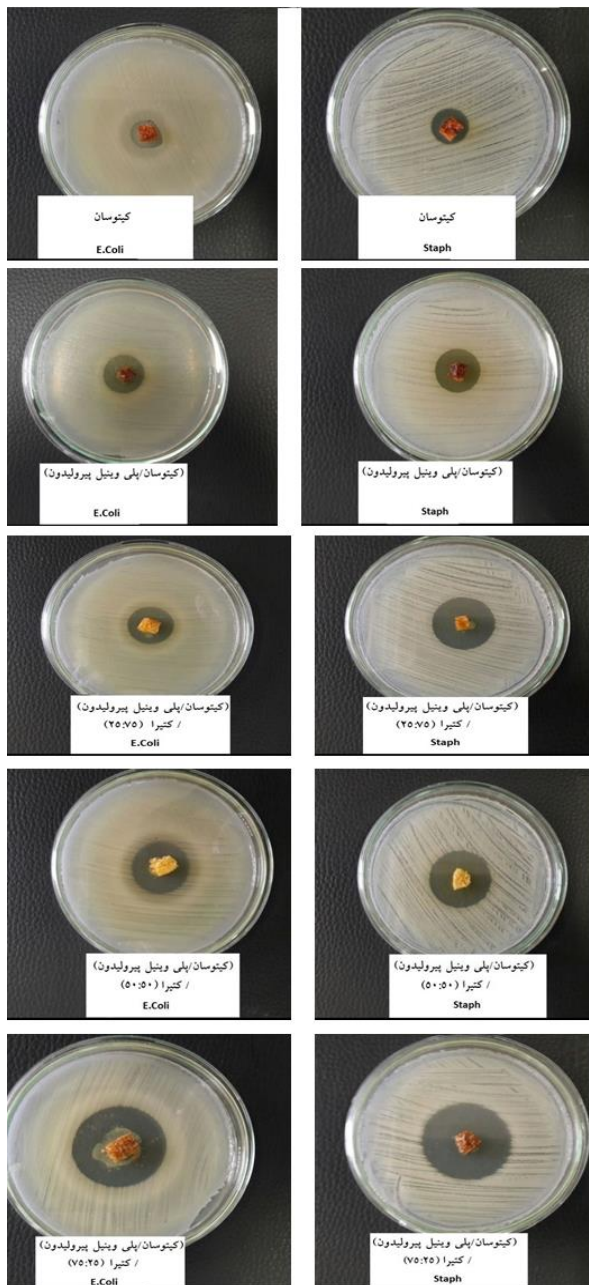 کیتوسان
E.Coli
کیتوسان
Staph
(کیتوسان/پلی وینیل پیرولیدون)
E.Coli
(کیتوسان/پلی وینیل پیرولیدون)
Staph
(کیتوسان/پلی وینیل پیرولیدون)
/ کتیرا (۲۵:۷۵)
E.Coli
(کیتوسان/پلی وینیل پیرولیدون)
/ کتیرا (۲۵:۷۵)
Staph
(کیتوسان/پلی وینیل پیرولیدون)
/ کتیرا (۵۰:۵۰)
E.Coli
(کیتوسان/پلی وینیل پیرولیدون)
/ کتیرا (۵۰:۵۰)
Staph
(کیتوسان/پلی وینیل پیرولیدون)
/ کتیرا (۷۵:۲۵)
E.Coli
(کیتوسان/پلی وینیل پیرولیدون)
/ کتیرا (۷۵:۲۵)
Staph